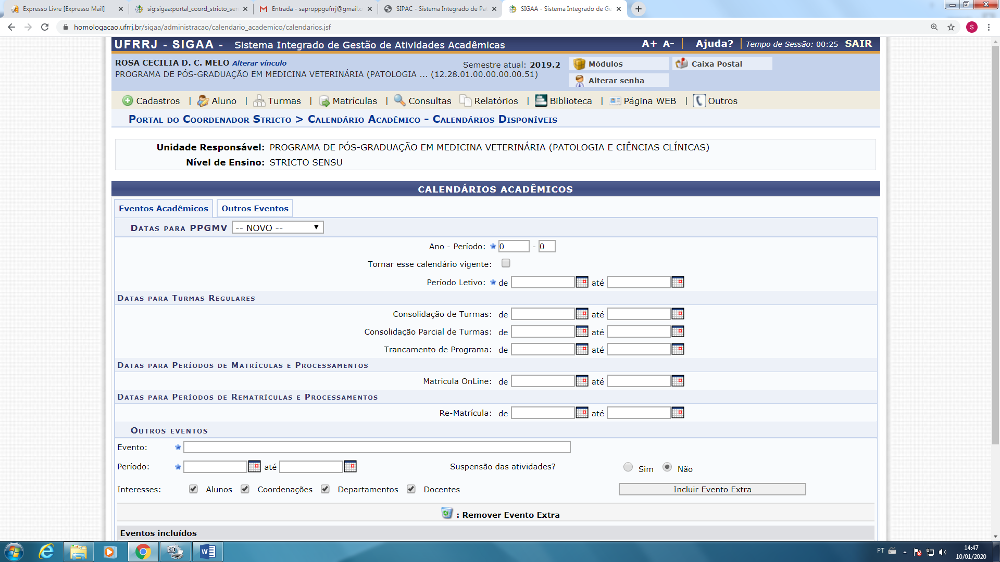 Expresso Livre [Expresso Mail]
sig:sigaa:portal_coord_stricto_se
Entrada - saproppgufrrj@gmail.c
SIPAC - Sistema Integrado de Pa
SIGAA - Sistema Integrado de Ge
homologacao.ufrrj.br/sigaa/administracao/calendario_academico/calendarios.jsf
S
UFRRJ - SIGAA - Sistema Integrado de Gestão de Atividades Acadêmicas
A+ A- | Ajuda? | Tempo de Sessão: 00:25 SAIR
ROSA CECILIA D. C. MELO Alterar vínculo
Semestre atual: 2019.2
Módulos
Caixa Postal
PROGRAMA DE PÓS-GRADUAÇÃO EM MEDICINA VETERINÁRIA (PATOLOGIA ... (12.28.01.00.00.00.00.51)
Alterar senha
Cadastros | Aluno | Turmas | Matrículas | Consultas Relatórios | Biblioteca | Página WEB | Outros
Portal do Coordenador Stricto > Calendário Acadêmico - Calendários Disponíveis
Unidade Responsável: PROGRAMA DE PÓS-GRADUAÇÃO EM MEDICINA VETERINÁRIA (PATOLOGIA E CIÊNCIAS CLÍNICAS)
Nível de Ensino: STRICTO SENSU
CALENDÁRIOS ACADÊMICOS
Eventos Acadêmicos Outros Eventos
Datas para PPGMV -- NOVO --
Ano - Período: 0 - 0
Tornar esse calendário vigente:
Período Letivo: de até
Datas para Turmas Regulares
Consolidação de Turmas: de até
Consolidação Parcial de Turmas: de até
Trancamento de Programa: de até
Datas para Períodos de Matrículas e Processamentos
Matrícula OnLine: de até
Datas para Períodos de Rematrículas e Processamentos
Re-Matrícula: de até
Outros eventos
Evento:
Período: até Suspensão das atividades? Sim Não
Interesses: Alunos Coordenações Departamentos Docentes Incluir Evento Extra
: Remover Evento Extra
Eventos incluídos
PT
14:47
10/01/2020